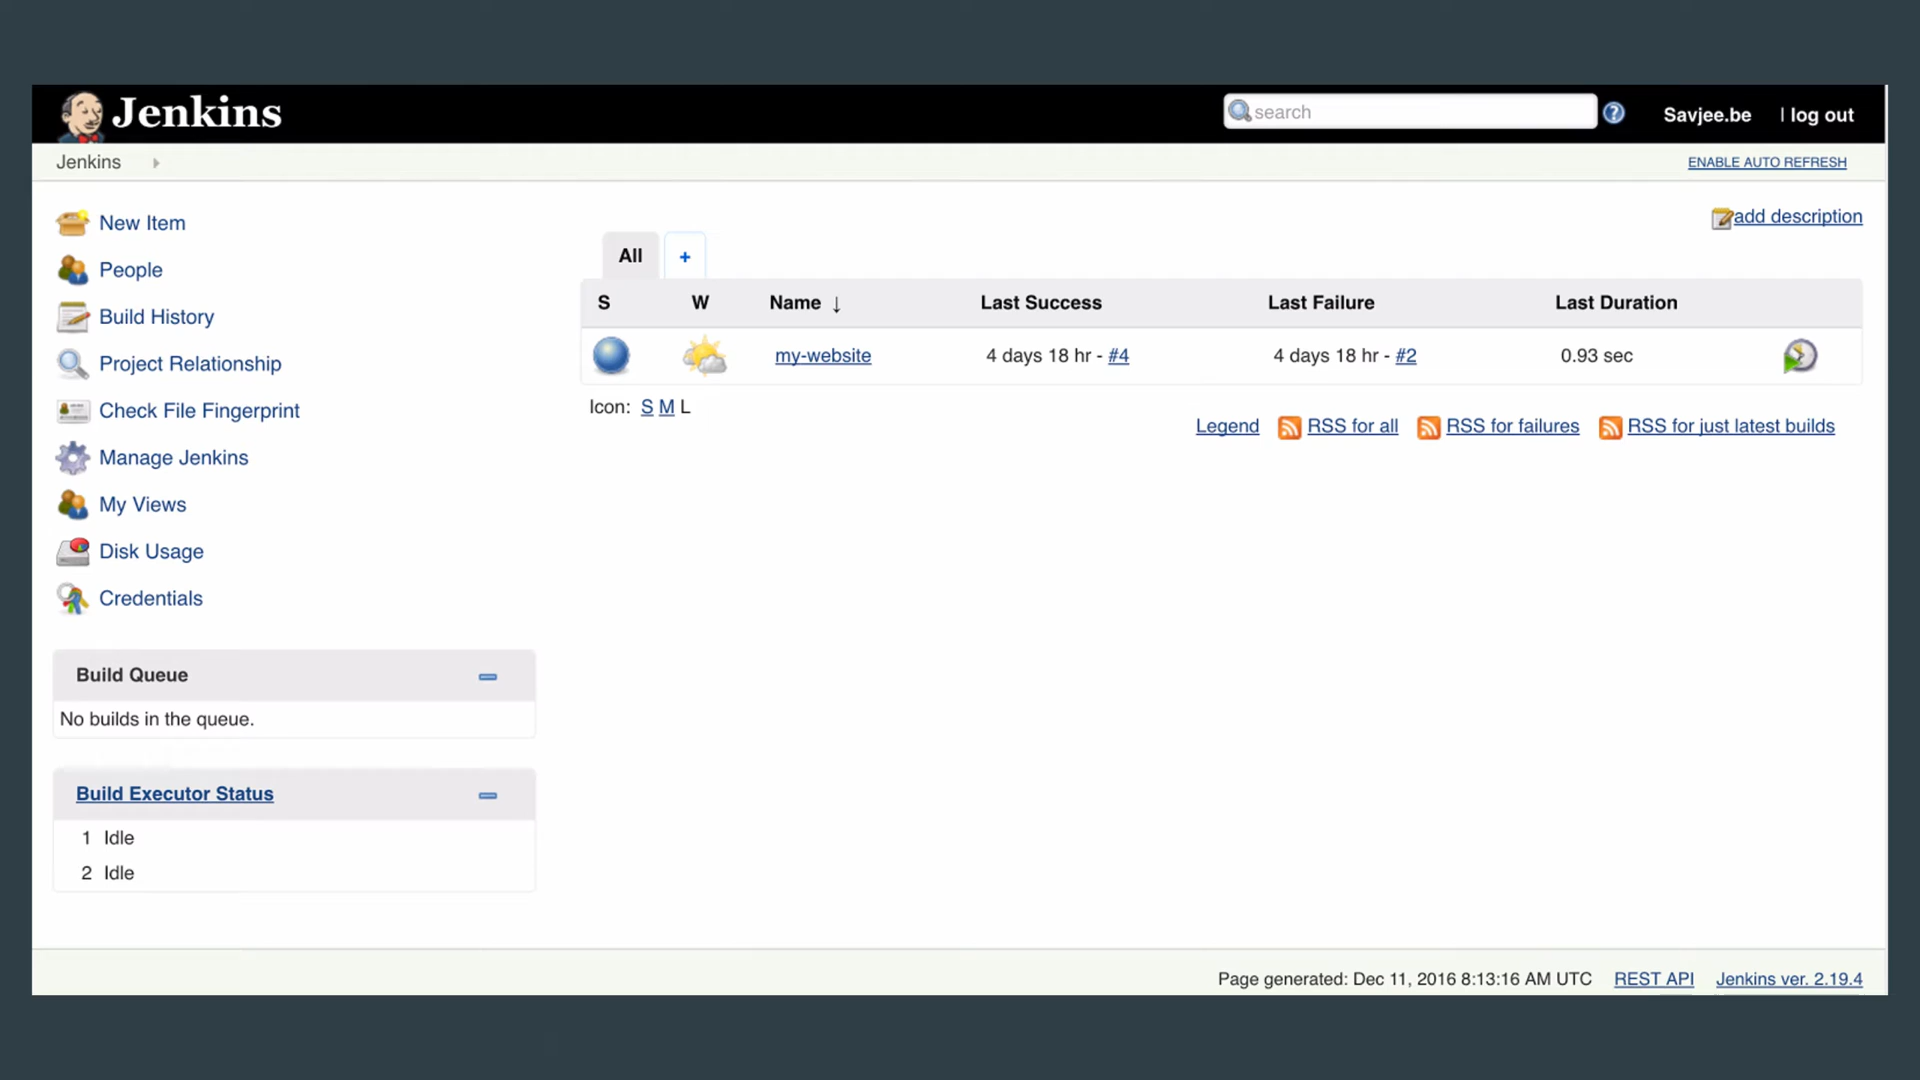 Jenkins
search
Savjee.be | log out
Jenkins
ENABLE AUTO REFRESH
New Item
People
Build History
Project Relationship
Check File Fingerprint
Manage Jenkins
My Views
Disk Usage
Credentials
Build Queue
No builds in the queue.
Build Executor Status
1 Idle
2 Idle
add description
All +
S W Name ↓ Last Success Last Failure Last Duration
my-website 4 days 18 hr - #4 4 days 18 hr - #2 0.93 sec
Icon: S M L
Legend RSS for all RSS for failures RSS for just latest builds
Page generated: Dec 11, 2016 8:13:16 AM UTC REST API Jenkins ver. 2.19.4